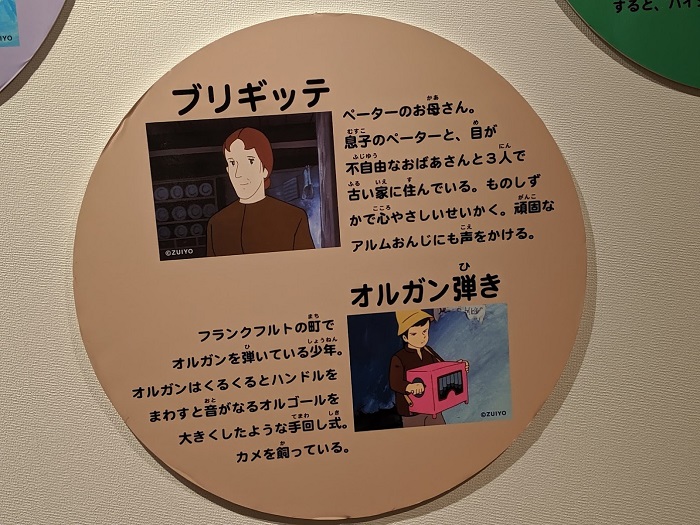 ブリギッテ
ペーターのお母さん。
息子のペーターと、目が
不自由なおばあさんと3人で
古い家に住んでいる。ものしず
かで心やさしいせいかく。頑固な
アルムおんじにも声をかける。
©ZUIYO
オルガン弾き
フランクフルトの町で
オルガンを弾いている少年。
オルガンはくるくるとハンドルを
まわすと音がなるオルゴールを
大きくしたような手回し式。
カメを飼っている。
©ZUIYO
すると、ハイジ